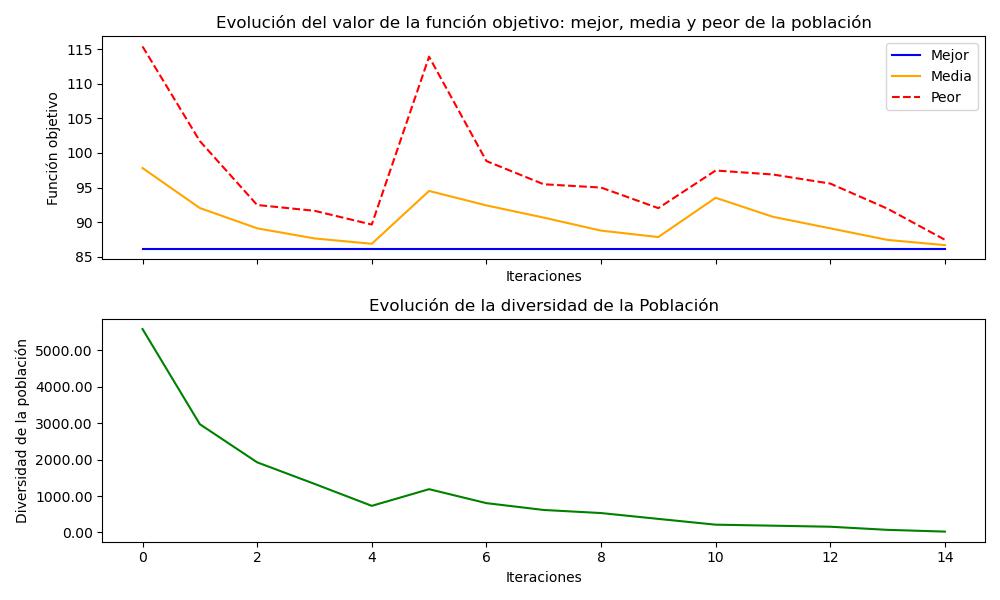 Evolución del valor de la función objetivo: mejor, media y peor de la población
Función objetivo
115
110
105
100
95
90
85
Mejor
Media
Peor
Iteraciones
Evolución de la diversidad de la Población
Diversidad de la población
5000.00
4000.00
3000.00
2000.00
1000.00
0.00
0 2 4 6 8 10 12 14
Iteraciones